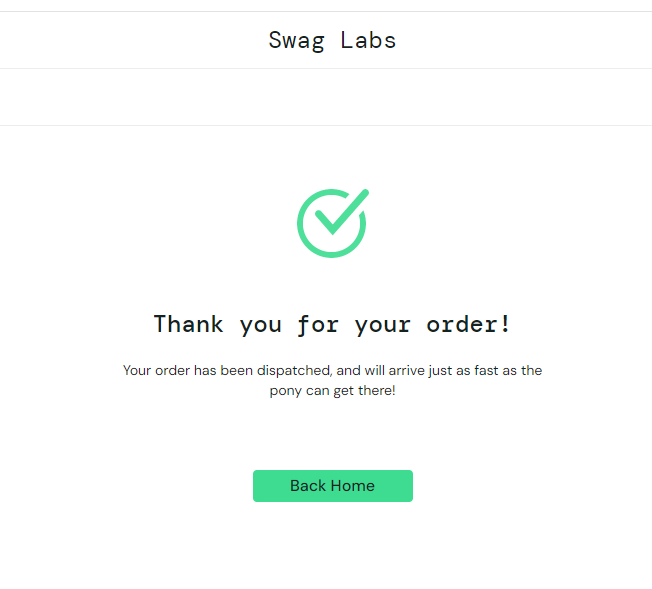 Swag Labs
Thank you for your order!
Your order has been dispatched, and will arrive just as fast as the
pony can get there!
Back Home